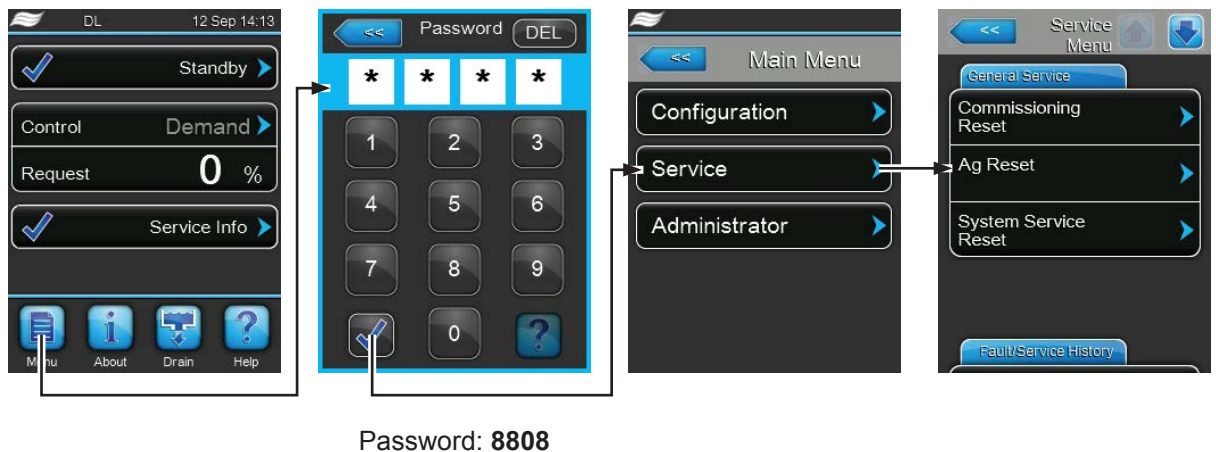 DL 12 Sep 14:13
Standby
Control Demand
Request 0 %
Service Info
Menu About Drain Help
<< Password DEL
* * * *
1 2 3
4 5 6
7 8 9
0 ?
<< Main Menu
Configuration
Service
Administrator
<< Service
Menu
General Service
Commissioning
Reset
Ag Reset
System Service
Reset
Fault/Service History
Password: 8808